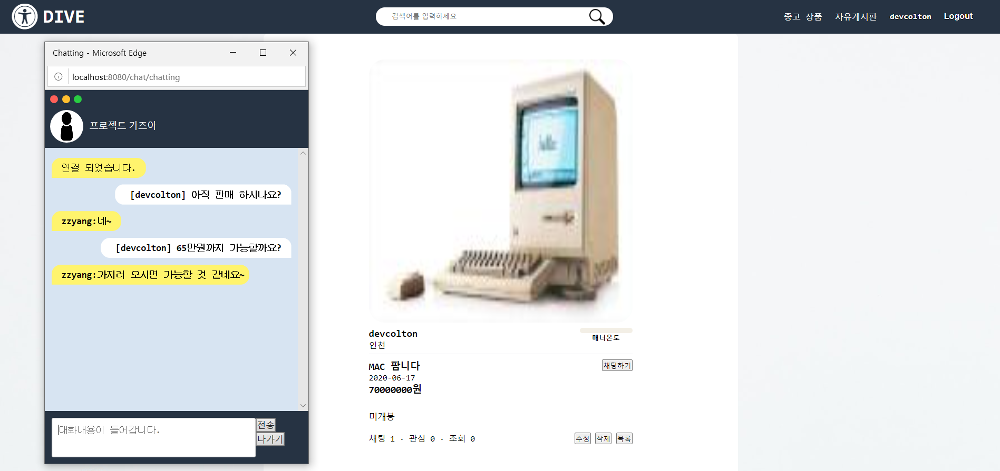 DIVE
검색어를 입력하세요
중고 상품 자유게시판 devcolton Logout
Chatting - Microsoft Edge
localhost:8080/chat/chatting
프로젝트 가즈아
연결 되었습니다.
[devcolton] 아직 판매 하시나요?
zzyang:네~
[devcolton] 65만원까지 가능할까요?
zzyang:가지러 오시면 가능할 것 같네요~
대화내용이 들어갑니다.
전송
나가기
hello
devcolton
매너온도
인천
MAC 팝니다
채팅하기
2020-06-17
70000000원
미개봉
채팅 1 · 관심 0 · 조회 0
수정 삭제 목록